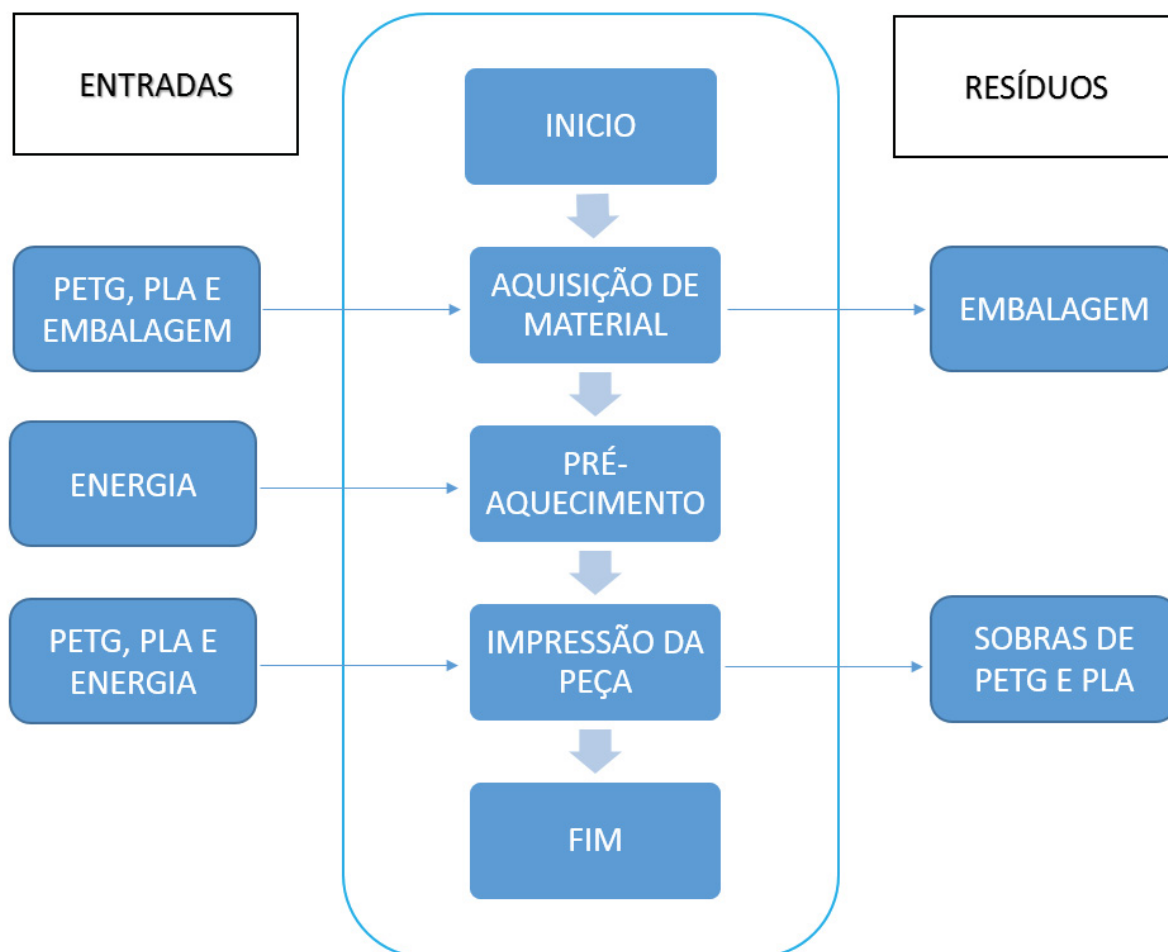 ENTRADAS
INICIO
RESÍDUOS
PETG, PLA E
EMBALAGEM
AQUISIÇÃO DE
MATERIAL
EMBALAGEM
ENERGIA
PRÉ-
AQUECIMENTO
PETG, PLA E
ENERGIA
IMPRESSÃO DA
PEÇA
SOBRAS DE
PETG E PLA
FIM